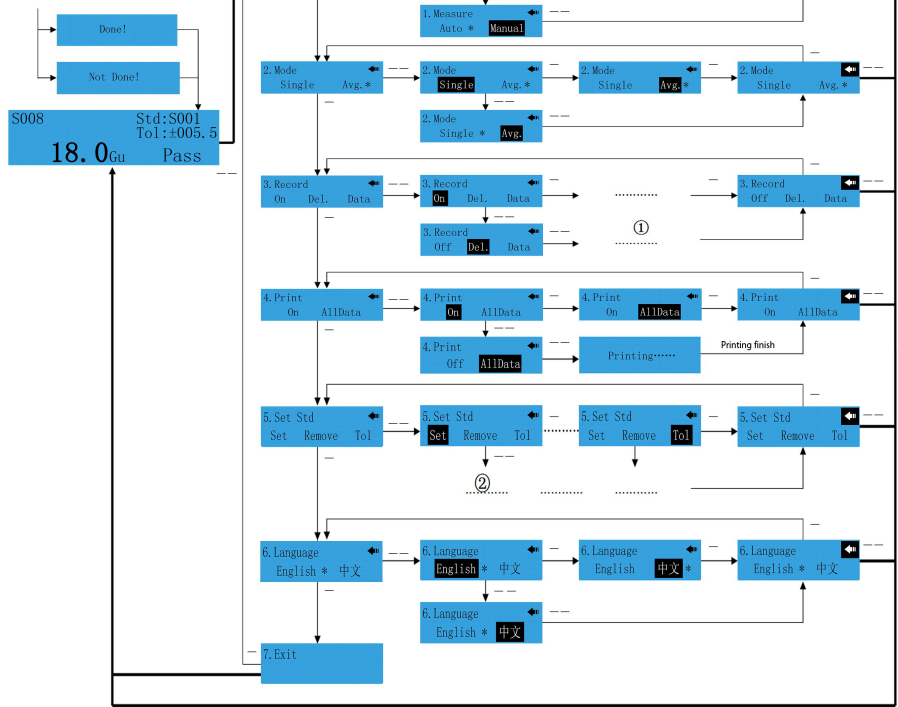 1.Measure
Auto * Manual
Done!
Not Done!
S008 Std:S001
Tol:±005.5
18.0Gu Pass
2.Mode
Single Avg.*
2.Mode
Single Avg.*
2.Mode
Single Avg.*
2.Mode
Single Avg.*
2.Mode
Single * Avg.
3.Record
On Del. Data
3.Record
On Del. Data
3.Record
Off Del. Data
3.Record
Off Del. Data
①
4.Print
On AllData
4.Print
On AllData
4.Print
On AllData
4.Print
On AllData
4.Print
Off AllData
Printing……
Printing finish
5.Set Std
Set Remove Tol
5.Set Std
Set Remove Tol
5.Set Std
Set Remove Tol
5.Set Std
Set Remove Tol
②
6.Language
English * 中文
6.Language
English * 中文
6.Language
English 中文 *
6.Language
English * 中文
6.Language
English * 中文
7.Exit